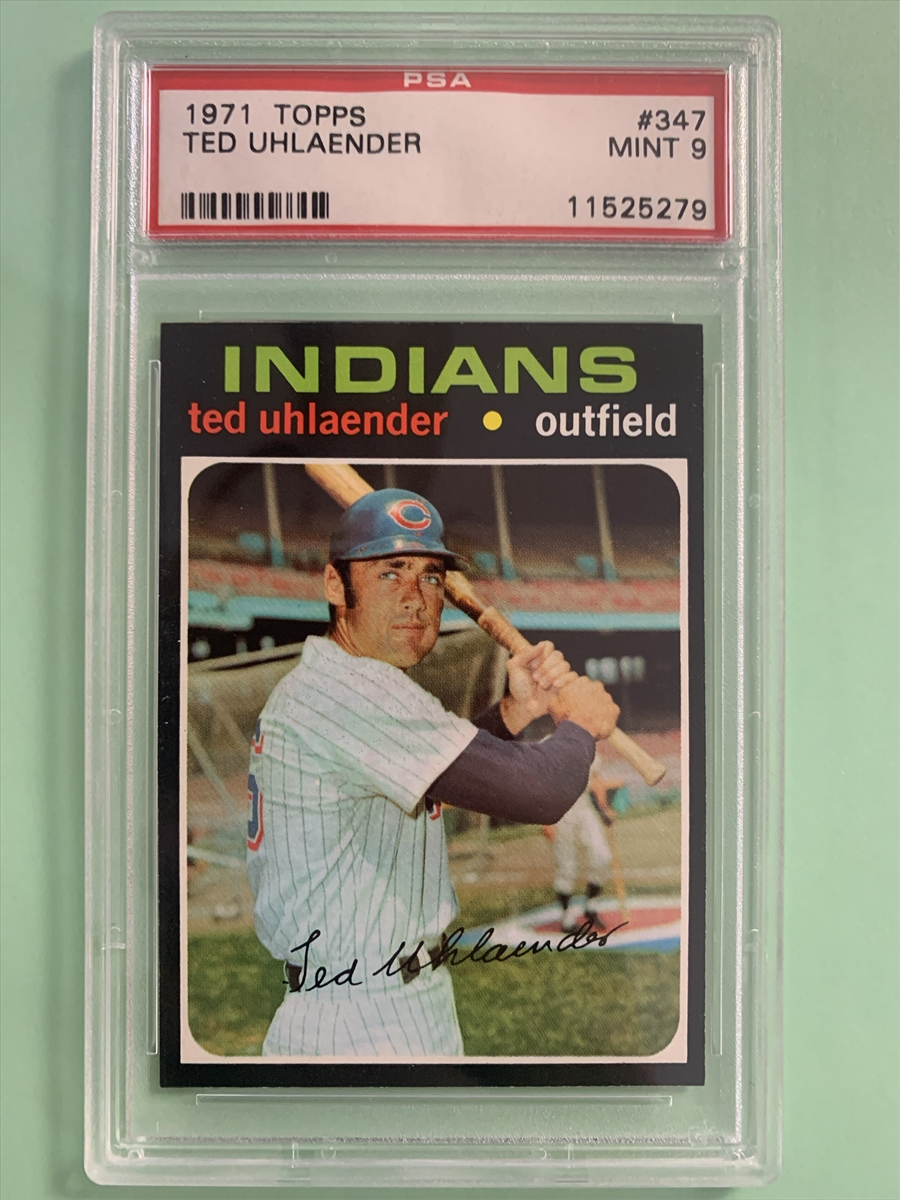 PSA
1971 TOPPS #347
TED UHLAENDER MINT 9
11525279
INDIANS
ted uhlaender • outfield
C
Ted Uhlaender